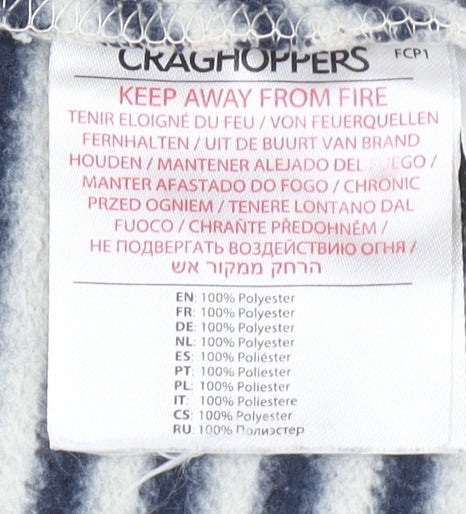 CRAGHOPPERS FCP1
KEEP AWAY FROM FIRE
TENIR ELOIGNÉ DU FEU / VON FEUERQUELLEN
FERNHALTEN / UIT DE BUURT VAN BRAND
HOUDEN / MANTENER ALEJADO DEL /
MANTER AFASTADO DO FOGO / CHRONIC
PRZED OGNIEM / TENERE LONTANO DAL
FUOCO / CHRAŇTE PŘEDOHNĚM /
НЕ ПОДВЕРГАТЬ ВОЗДЕЙСТВИЮ ОГНЯ /
הרחק ממקור אש
EN: 100% Polyester
FR: 100% Polyester
DE: 100% Polyester
NL: 100% Polyester
ES: 100% Poliéster
PT: 100% Poliester
PL: 100% Poliester
IT: 100% Poliestere
CS: 100% Polyester
RU: 100% Полиэстер